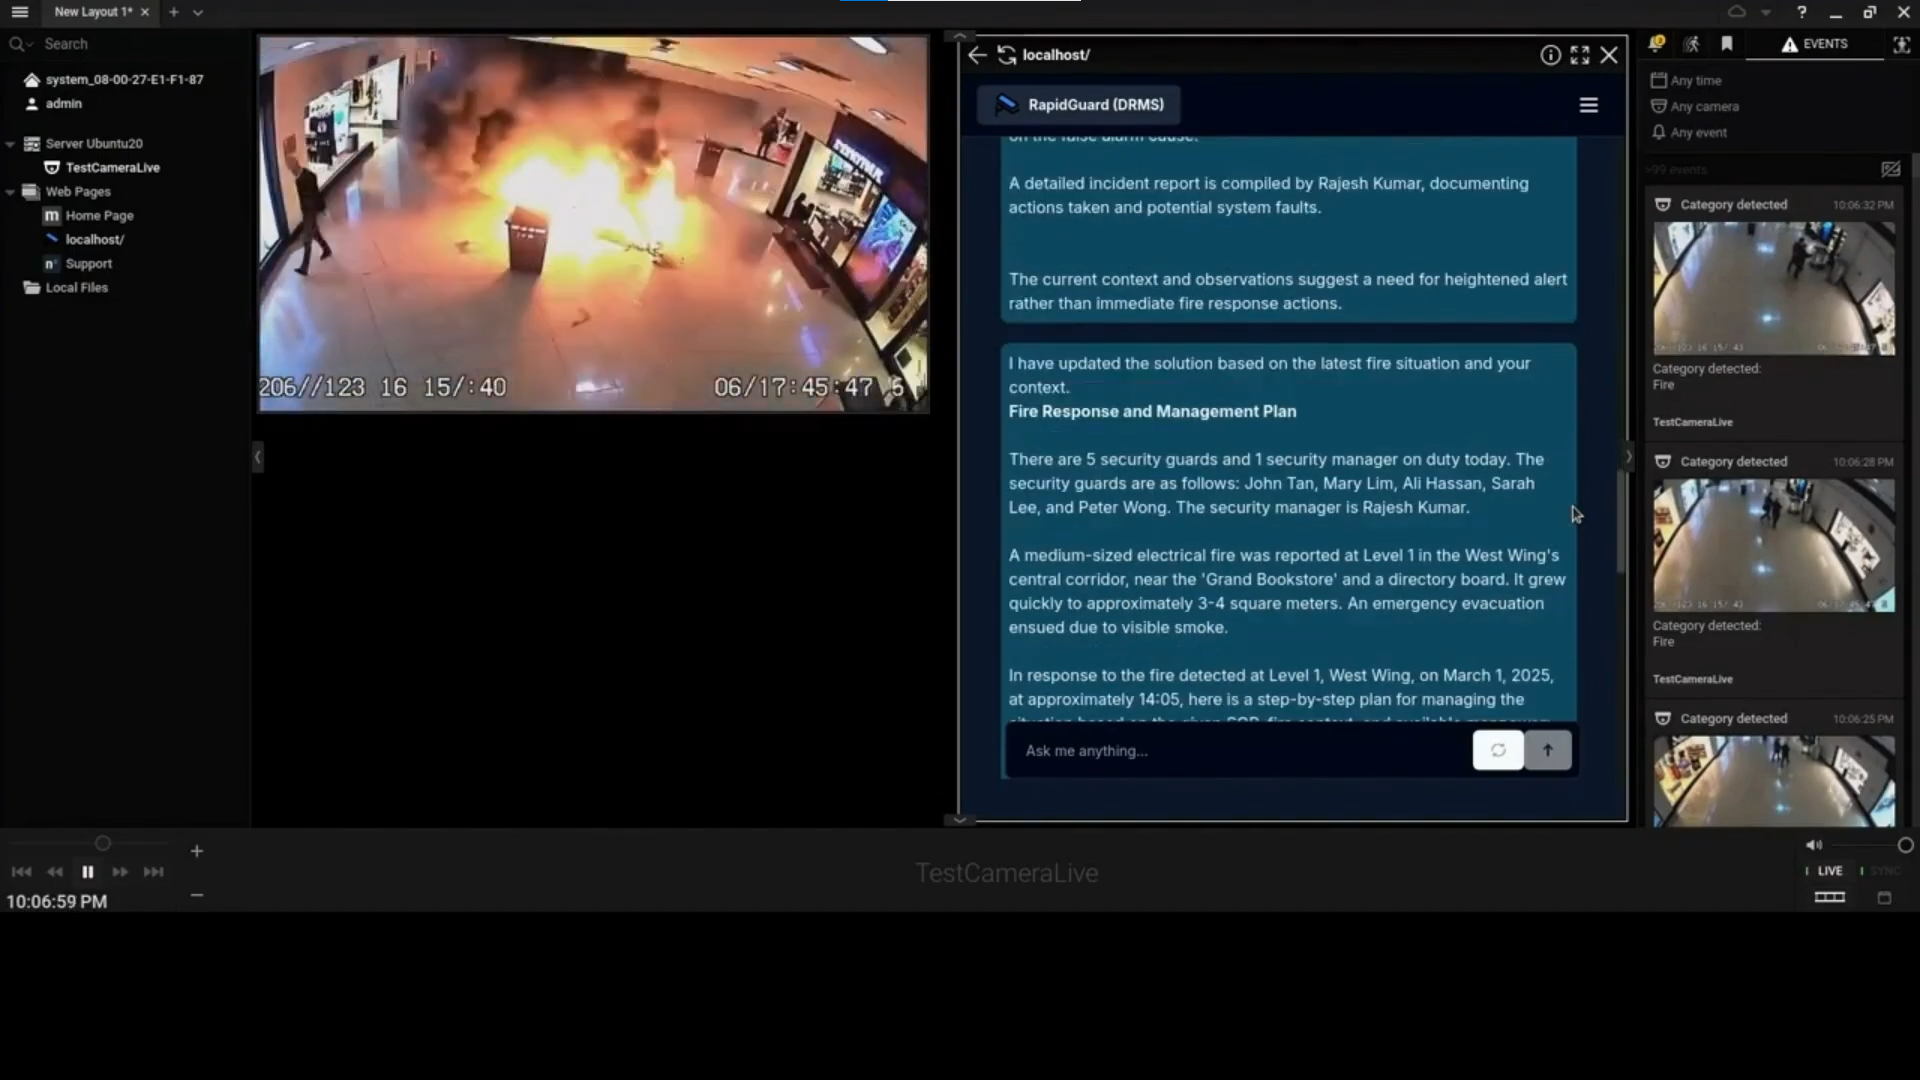 New Layout 1*
Search
system_08-00-27-E1-F1-87
admin
Server Ubuntu20
TestCameraLive
Web Pages
Home Page
localhost/
Support
Local Files
206//123 16 15/:40
06/17:45:47 5
localhost/
RapidGuard (DRMS)
on the false alarm cause.
A detailed incident report is compiled by Rajesh Kumar, documenting
actions taken and potential system faults.
The current context and observations suggest a need for heightened alert
rather than immediate fire response actions.
I have updated the solution based on the latest fire situation and your
context.
Fire Response and Management Plan
There are 5 security guards and 1 security manager on duty today. The
security guards are as follows: John Tan, Mary Lim, Ali Hassan, Sarah
Lee, and Peter Wong. The security manager is Rajesh Kumar.
A medium-sized electrical fire was reported at Level 1 in the West Wing's
central corridor, near the 'Grand Bookstore' and a directory board. It grew
quickly to approximately 3-4 square meters. An emergency evacuation
ensued due to visible smoke.
In response to the fire detected at Level 1, West Wing, on March 1, 2025,
at approximately 14:05, here is a step-by-step plan for managing the
Ask me anything...
EVENTS
Any time
Any camera
Any event
>99 events
Category detected
10:06:32 PM
Category detected:
Fire
TestCameraLive
Category detected
10:06:28 PM
Category detected:
Fire
TestCameraLive
Category detected
10:06:25 PM
10:06:59 PM
TestCameraLive
LIVE
SYNC